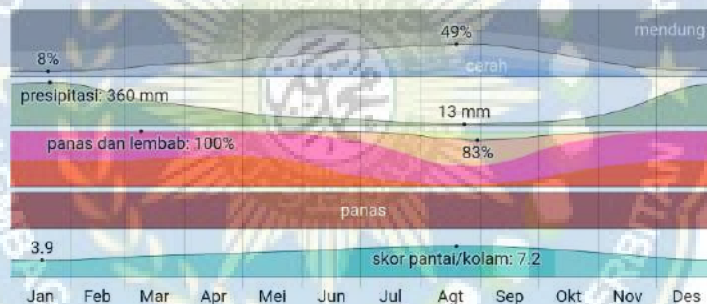 mendung
49%
8%
cerah
presipitasi: 360 mm
13 mm
panas dan lembab: 100%
83%
panas
3.9
skor pantai/kolam: 7.2
Jan Feb Mar Apr Mei Jun Jul Agt Sep Okt Nov Des